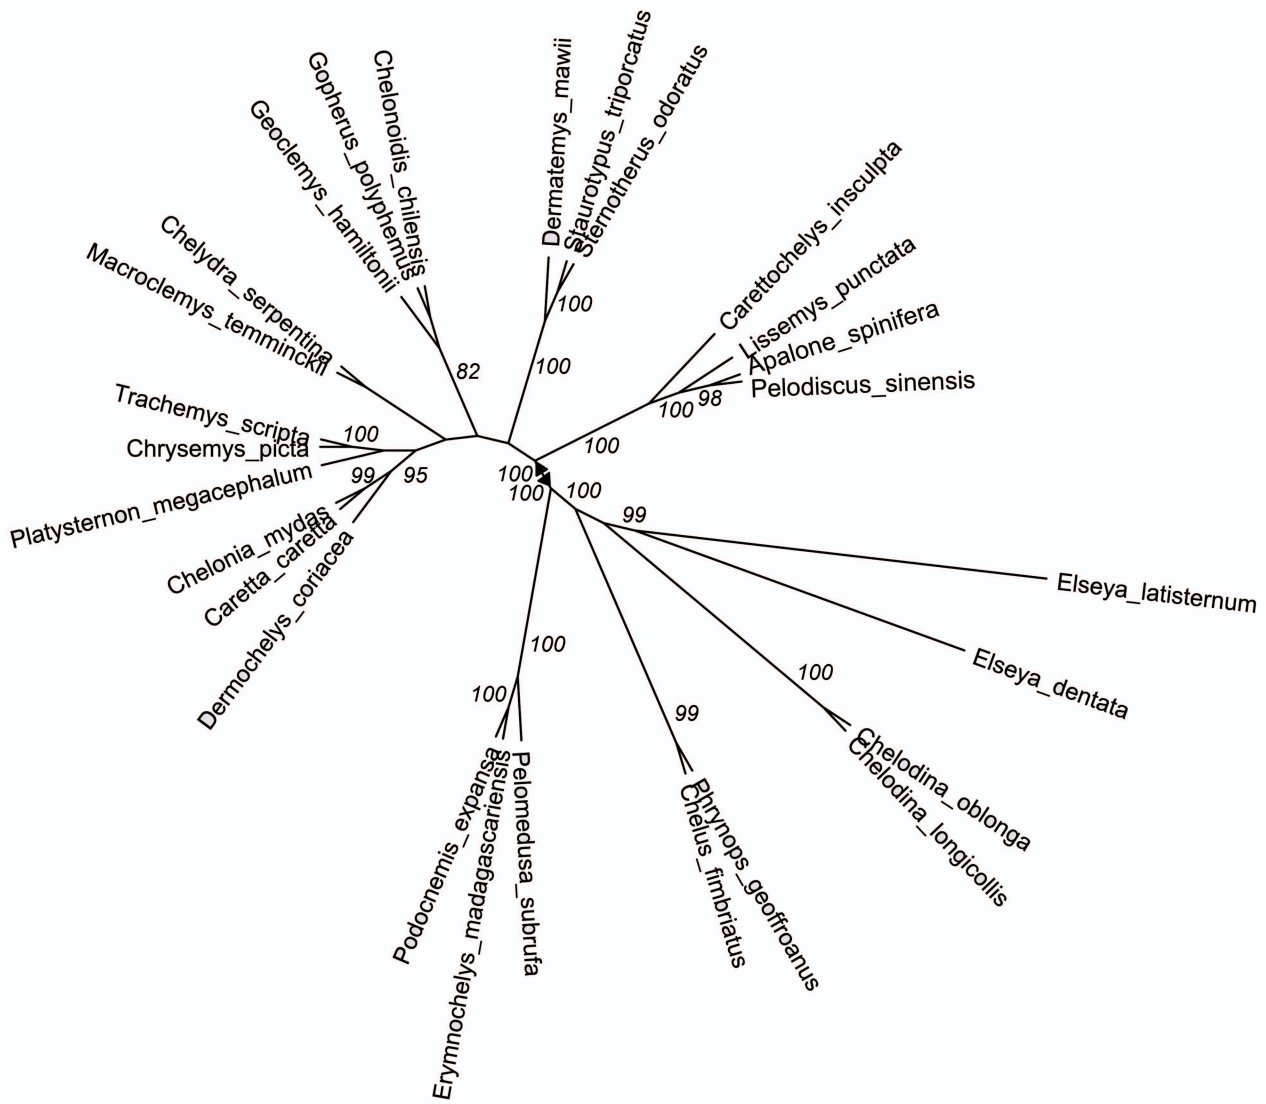 Chelonoidis_chilensis
Gopherus_polyphemus
Geoclemys_hamiltonii
Chelydra_serpentina
Macroclemys_temminckii
Trachemys_scripta
Chrysemys_picta
Platysternon_megacephalum
Chelonia_mydas
Caretta_caretta
Dermochelys_coriacea
Dermatemys_mawii
Staurotypus_triporcatus
Sternotherus_odoratus
Carettochelys_insculpta
Lissemys_punctata
Apalone_spinifera
Pelodiscus_sinensis
Elseya_latisternum
Elseya_dentata
Chelodina_oblonga
Chelodina_longicollis
Phrynops_geoffroanus
Chelus_fimbriatus
Pelomedusa_subrufa
Erymnochelys_madagascariensis
Podocnemis_expansa
100
100
82
98
100
100
100
99
95
100
100
100
99
100
100
100
99